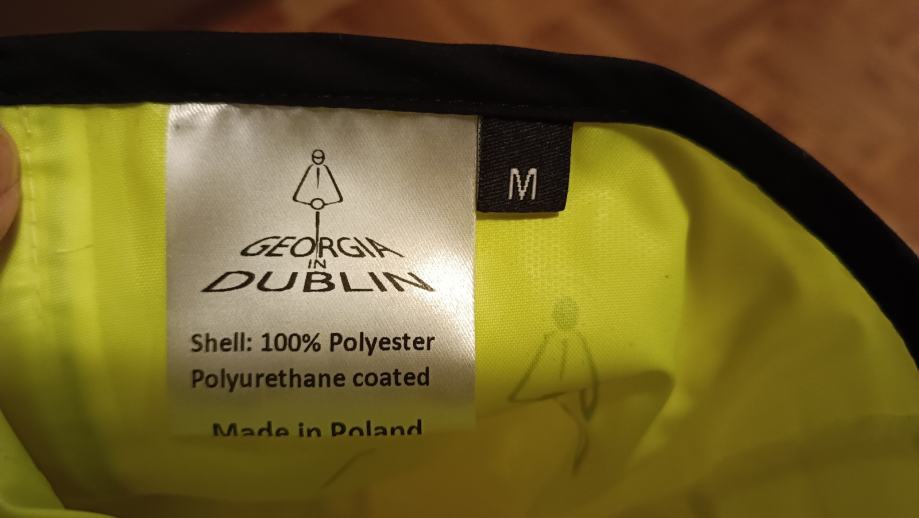 GEORGIA
IN
DUBLIN
Shell: 100% Polyester
Polyurethane coated
Made in Poland
M